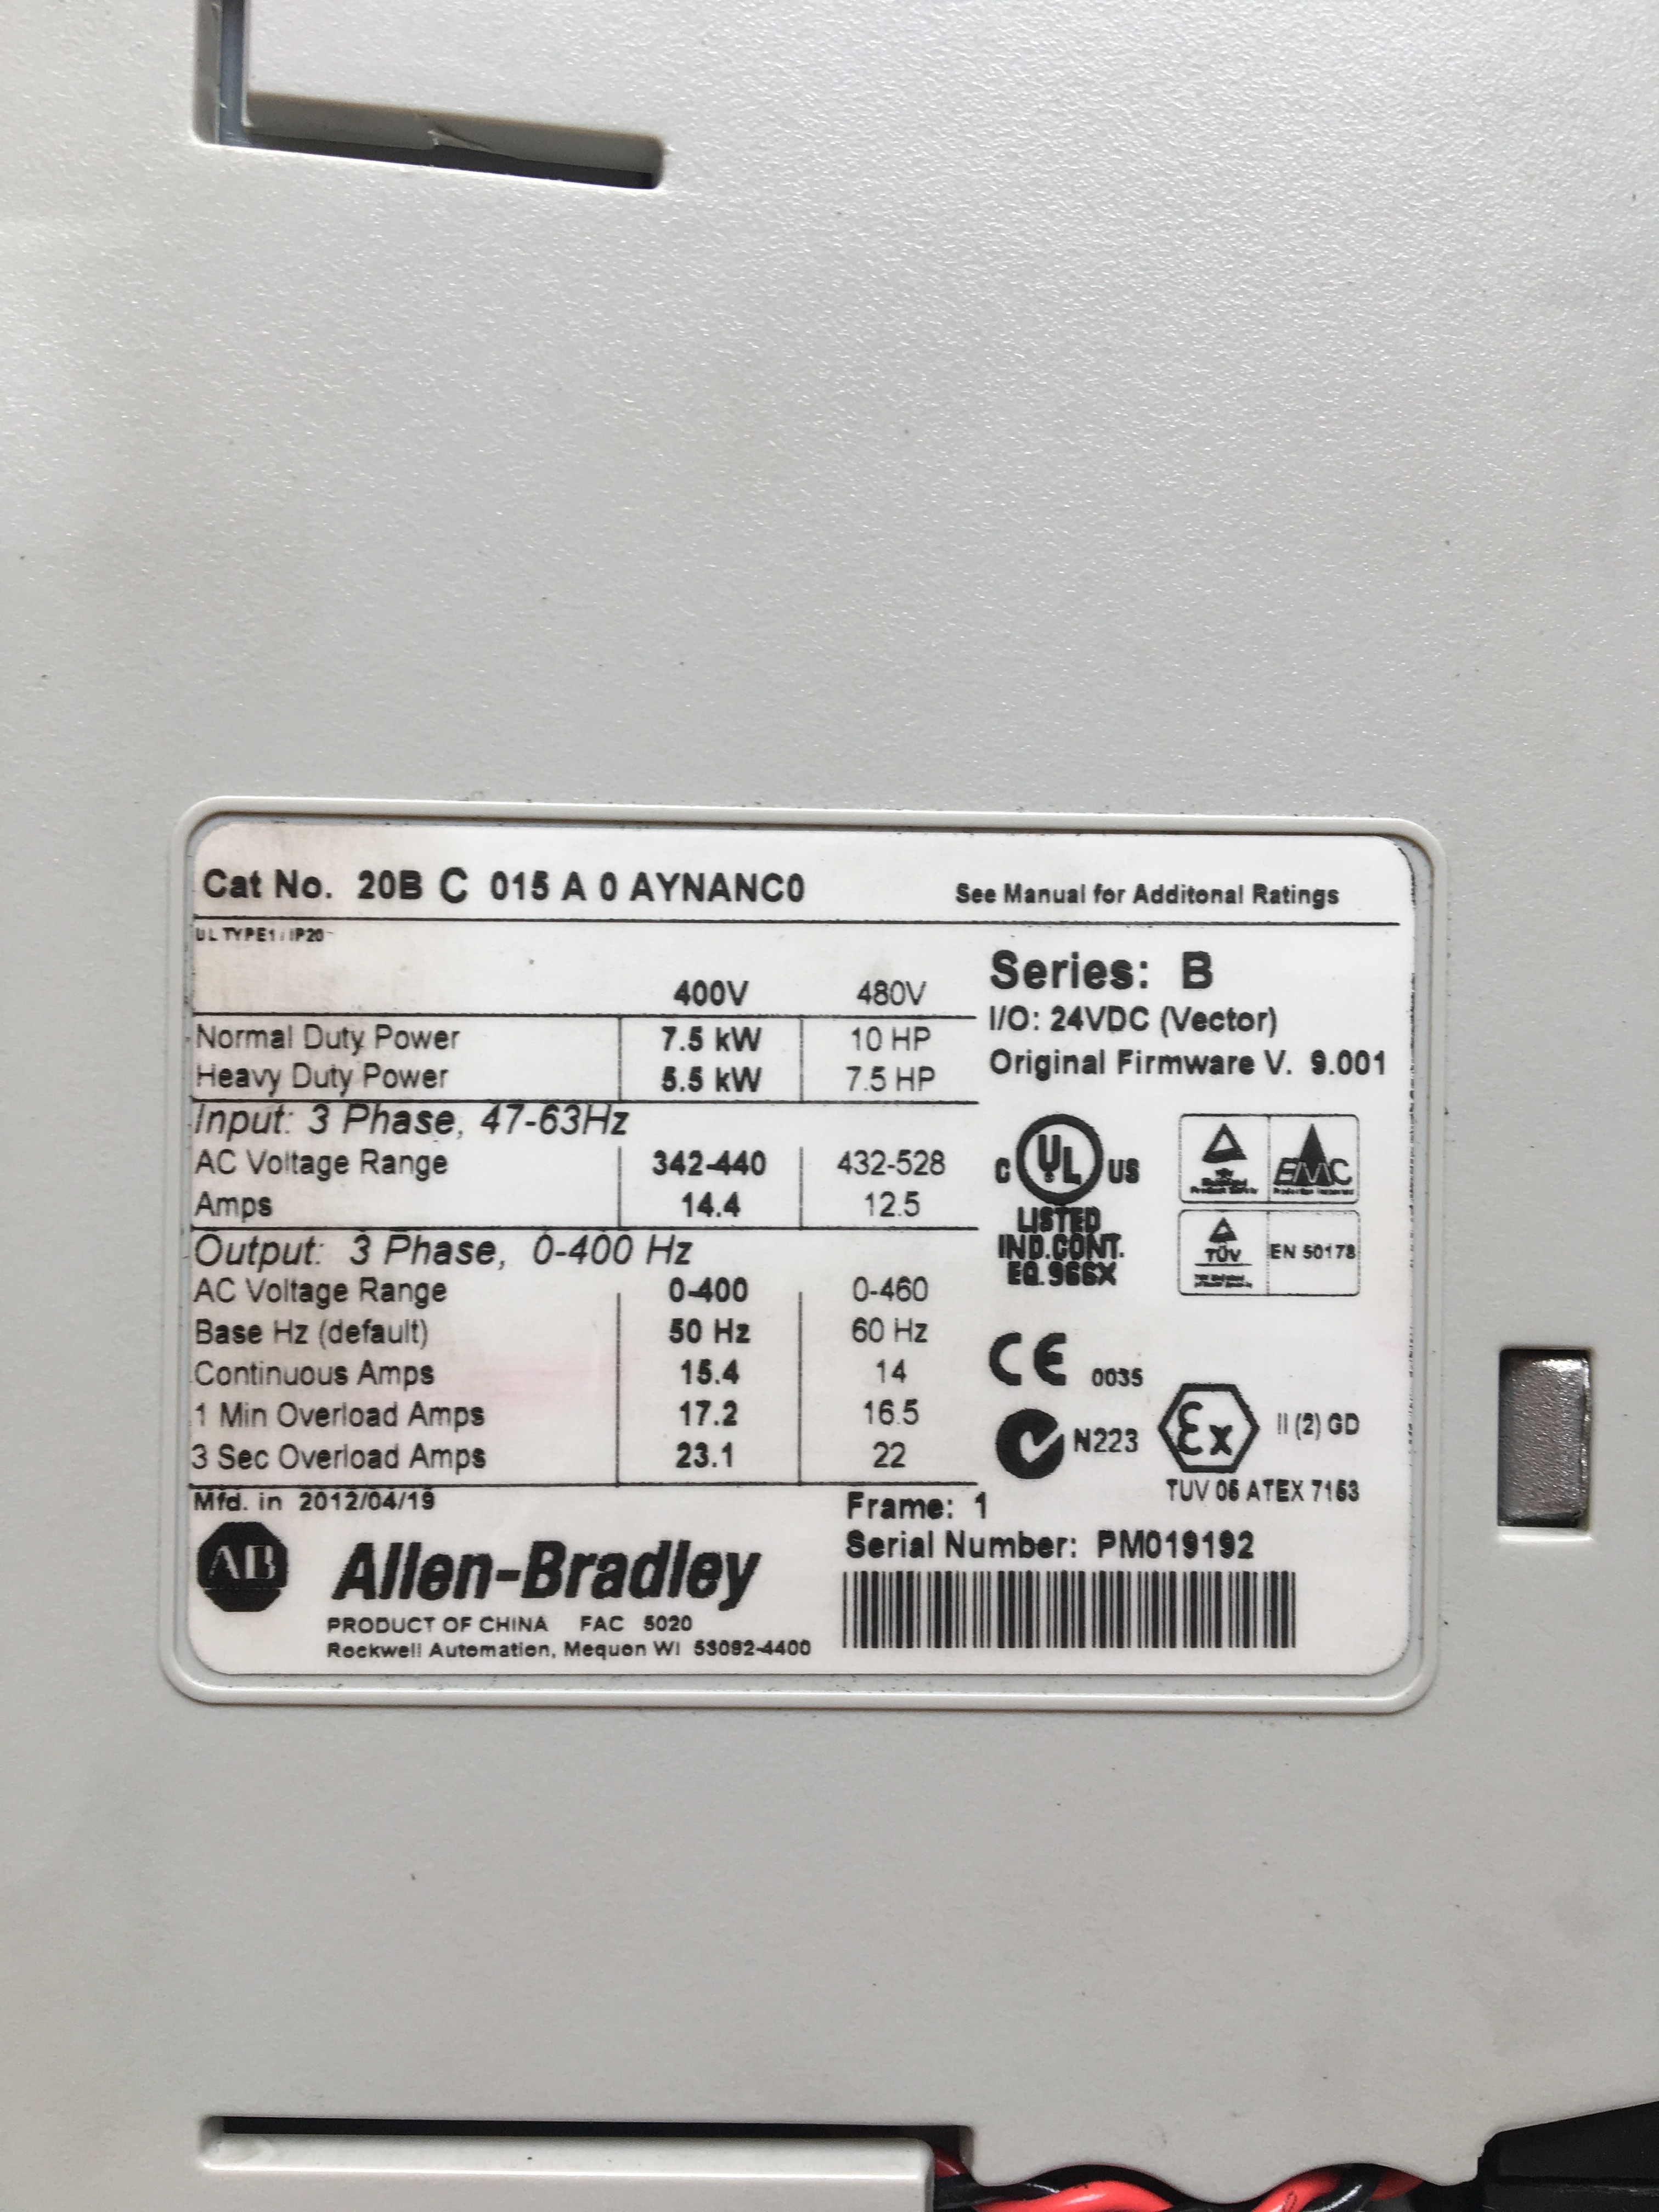 Cat No. 20B C 015 A 0 AYNANC0 See Manual for Additonal Ratings
UL TYPE1 / IP20
400V 480V
Normal Duty Power 7.5 kW 10 HP
Heavy Duty Power 5.5 kW 7.5 HP
Input: 3 Phase, 47-63Hz
AC Voltage Range 342-440 432-528
Amps 14.4 12.5
Output: 3 Phase, 0-400 Hz
AC Voltage Range 0-400 0-460
Base Hz (default) 50 Hz 60 Hz
Continuous Amps 15.4 14
1 Min Overload Amps 17.2 16.5
3 Sec Overload Amps 23.1 22
Mfd. in 2012/04/19
Series: B
I/O: 24VDC (Vector)
Original Firmware V. 9.001
C UL US
LISTED
IND.CONT.
EQ.966X
EMC
TÜV EN 50178
CE 0035
N223
Ex II (2) GD
TUV 05 ATEX 7153
Frame: 1
Serial Number: PM019192
AB Allen-Bradley
PRODUCT OF CHINA FAC 5020
Rockwell Automation, Mequon WI 53092-4400